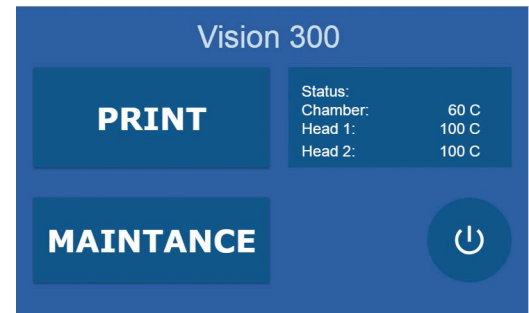 Vision 300
PRINT
Status:
Chamber: 60 C
Head 1: 100 C
Head 2: 100 C
MAINTANCE